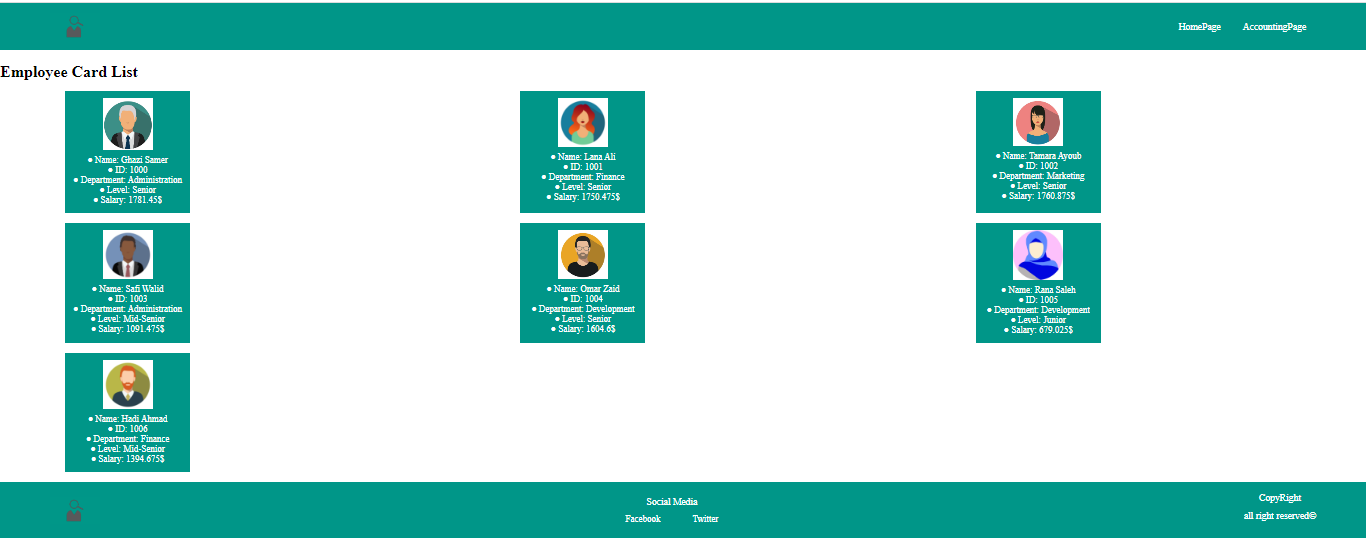 HomePage AccountingPage
Employee Card List
● Name: Ghazi Samer
● ID: 1000
● Department: Administration
● Level: Senior
● Salary: 1781.45$
● Name: Lana Ali
● ID: 1001
● Department: Finance
● Level: Senior
● Salary: 1750.475$
● Name: Tamara Ayoub
● ID: 1002
● Department: Marketing
● Level: Senior
● Salary: 1760.875$
● Name: Safi Walid
● ID: 1003
● Department: Administration
● Level: Mid-Senior
● Salary: 1091.475$
● Name: Omar Zaid
● ID: 1004
● Department: Development
● Level: Senior
● Salary: 1604.6$
● Name: Rana Saleh
● ID: 1005
● Department: Development
● Level: Junior
● Salary: 679.025$
● Name: Hadi Ahmad
● ID: 1006
● Department: Finance
● Level: Mid-Senior
● Salary: 1394.675$
Social Media
Facebook Twitter
CopyRight
all right reserved©